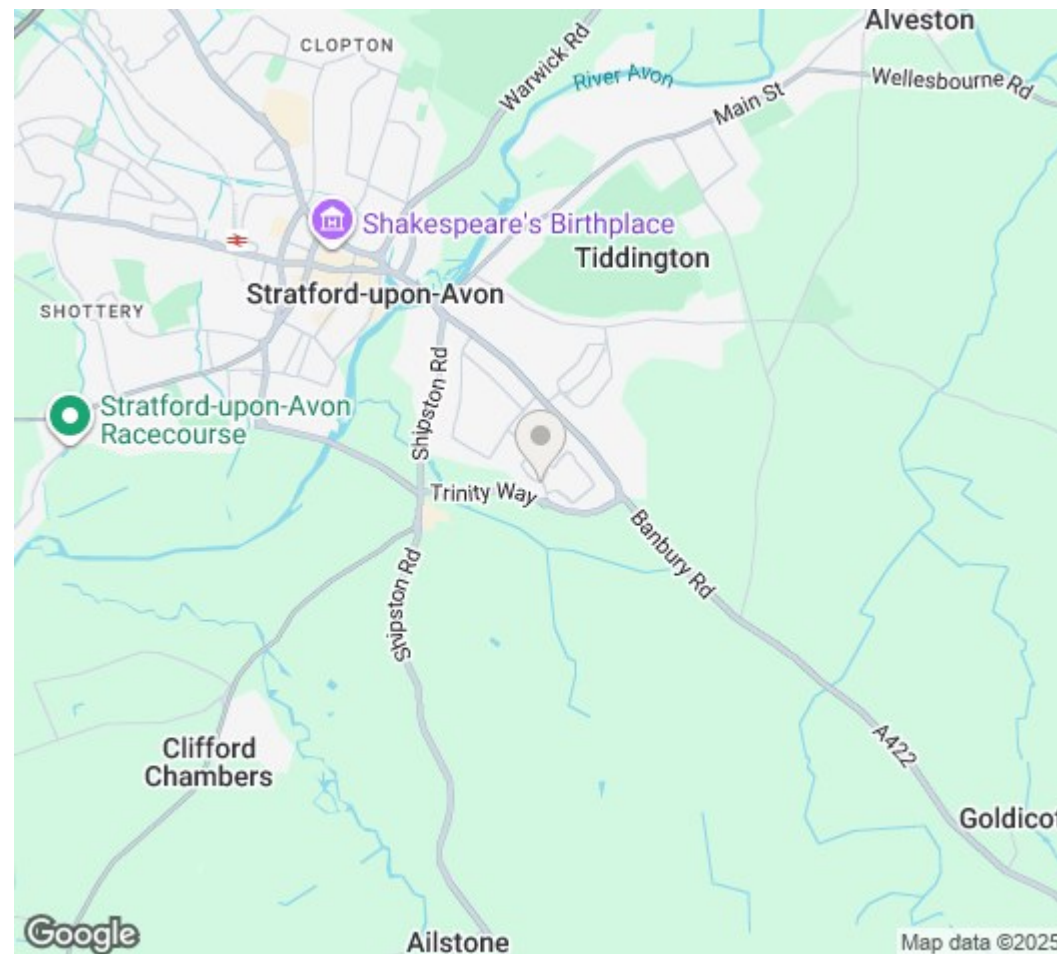 Alveston
CLOPTON
Warwick Rd
River Avon
Wellesbourne Rd
Main St
Shakespeare's Birthplace
Tiddington
Stratford-upon-Avon
SHOTTERY
Shipston Rd
Stratford-upon-Avon
Racecourse
Trinity Way
Banbury Rd
Shipston Rd
A422
Clifford
Chambers
Goldicot
Google
Ailstone
Map data ©2025